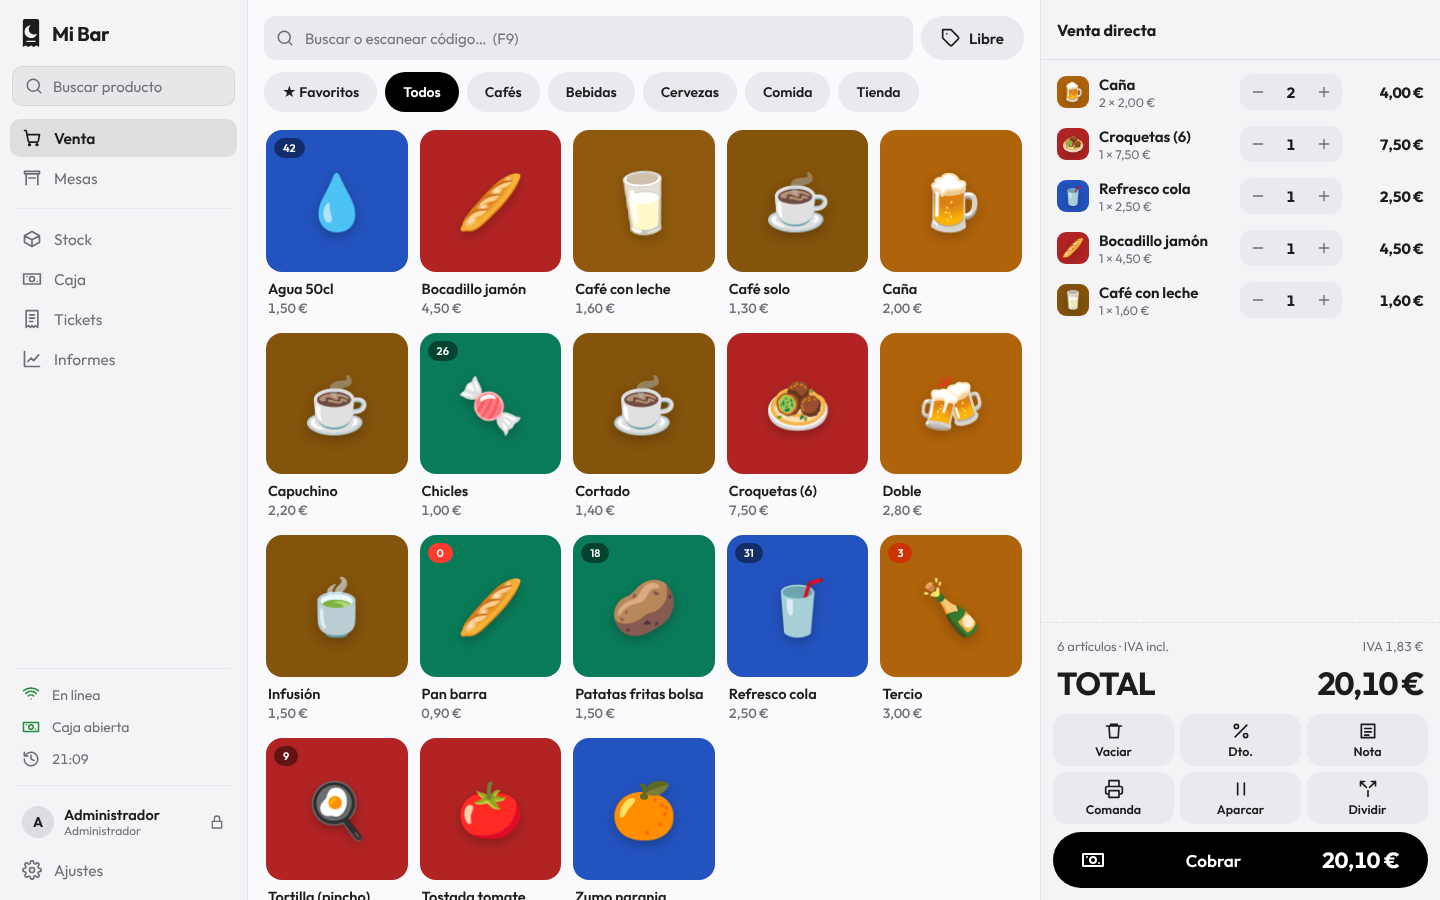 Mi Bar
Buscar producto
Venta
Mesas
Stock
Caja
Tickets
Informes
En línea
Caja abierta
21:09
A
Administrador
Administrador
Ajustes
Buscar o escanear código... (F9)
Libre
★ Favoritos
Todos
Cafés
Bebidas
Cervezas
Comida
Tienda
42
Agua 50cl
1,50 €
Bocadillo jamón
4,50 €
Café con leche
1,60 €
Café solo
1,30 €
Caña
2,00 €
Capuchino
2,20 €
26
Chicles
1,00 €
Cortado
1,40 €
Croquetas (6)
7,50 €
Doble
2,80 €
Infusión
1,50 €
0
Pan barra
0,90 €
18
Patatas fritas bolsa
1,50 €
31
Refresco cola
2,50 €
3
Tercio
3,00 €
9
Tortilla (pincho)
Tostada tomate
Zumo naranja
Venta directa
Caña
2 × 2,00 €
− 2 +
4,00 €
Croquetas (6)
1 × 7,50 €
− 1 +
7,50 €
Refresco cola
1 × 2,50 €
− 1 +
2,50 €
Bocadillo jamón
1 × 4,50 €
− 1 +
4,50 €
Café con leche
1 × 1,60 €
− 1 +
1,60 €
6 artículos · IVA incl.
IVA 1,83 €
TOTAL
20,10 €
Vaciar
Dto.
Nota
Comanda
Aparcar
Dividir
Cobrar
20,10 €